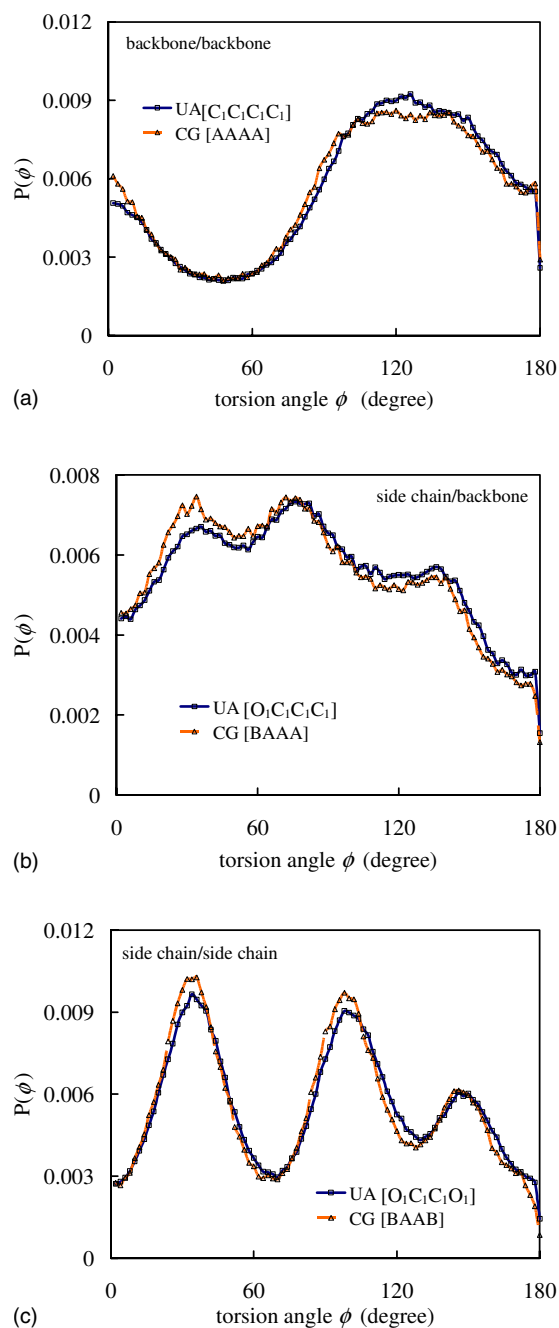 0.012
backbone/backbone
UA[C₁C₁C₁C₁]
CG [AAAA]
0.009
0.006
0.003
0
P(ϕ)
0 60 120 180
(a) torsion angle ϕ (degree)
0.008
side chain/backbone
0.006
0.004
0.002
0
P(ϕ)
UA [O₁C₁C₁C₁]
CG [BAAA]
0 60 120 180
(b) torsion angle ϕ (degree)
0.012
side chain/side chain
0.009
0.006
0.003
0
P(ϕ)
UA [O₁C₁C₁O₁]
CG [BAAB]
0 60 120 180
(c) torsion angle ϕ (degree)